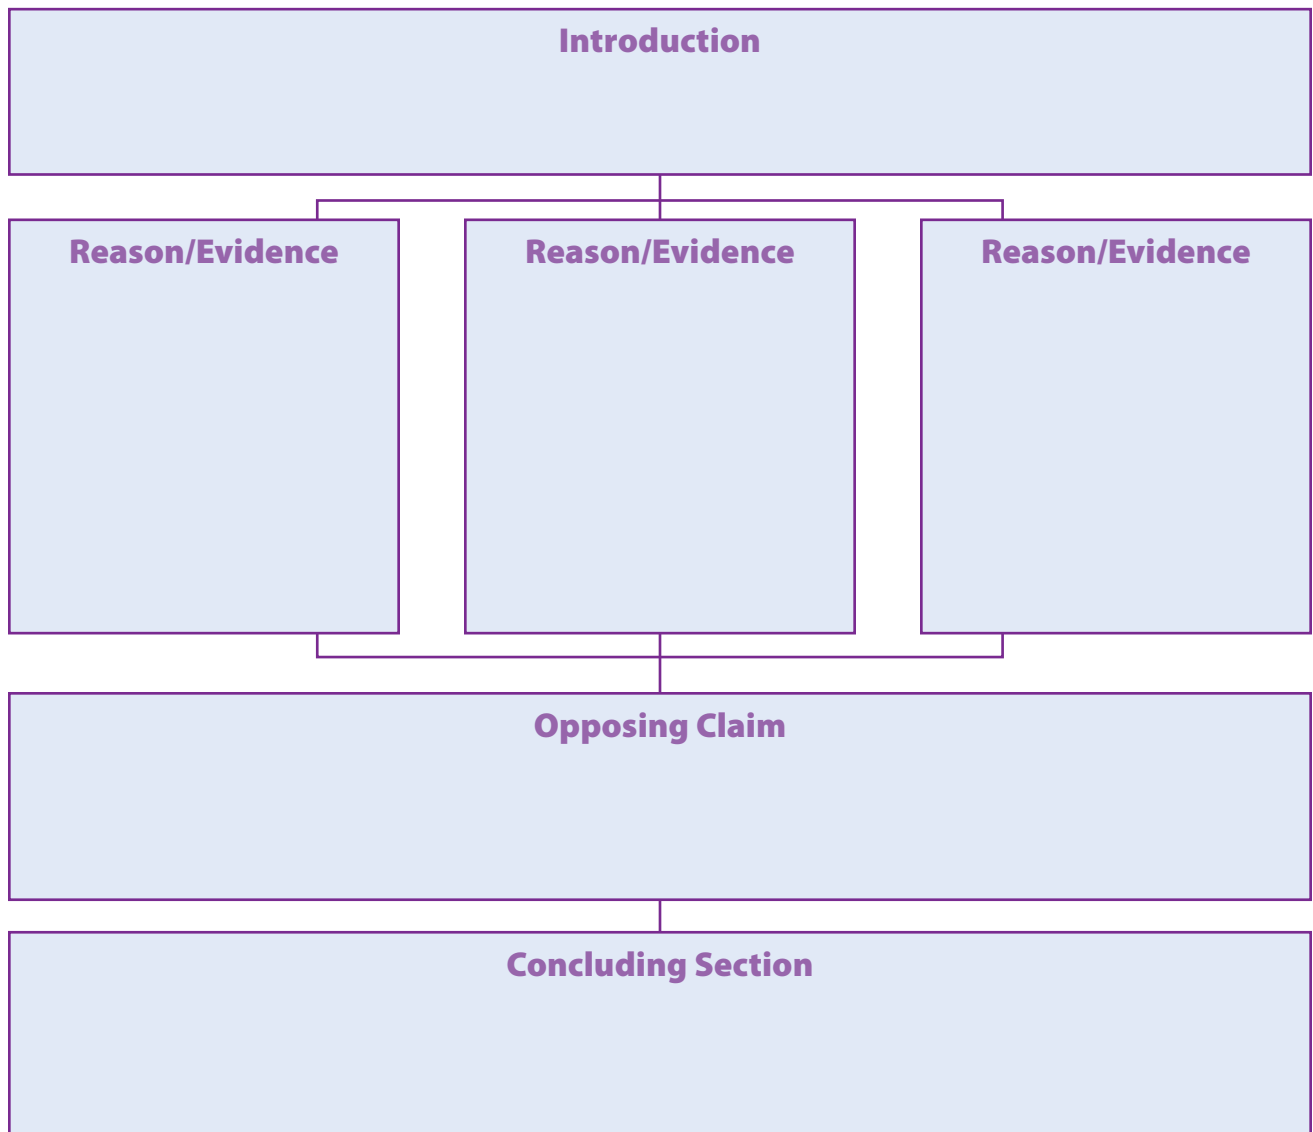 Introduction
Reason/Evidence
Reason/Evidence
Reason/Evidence
Opposing Claim
Concluding Section